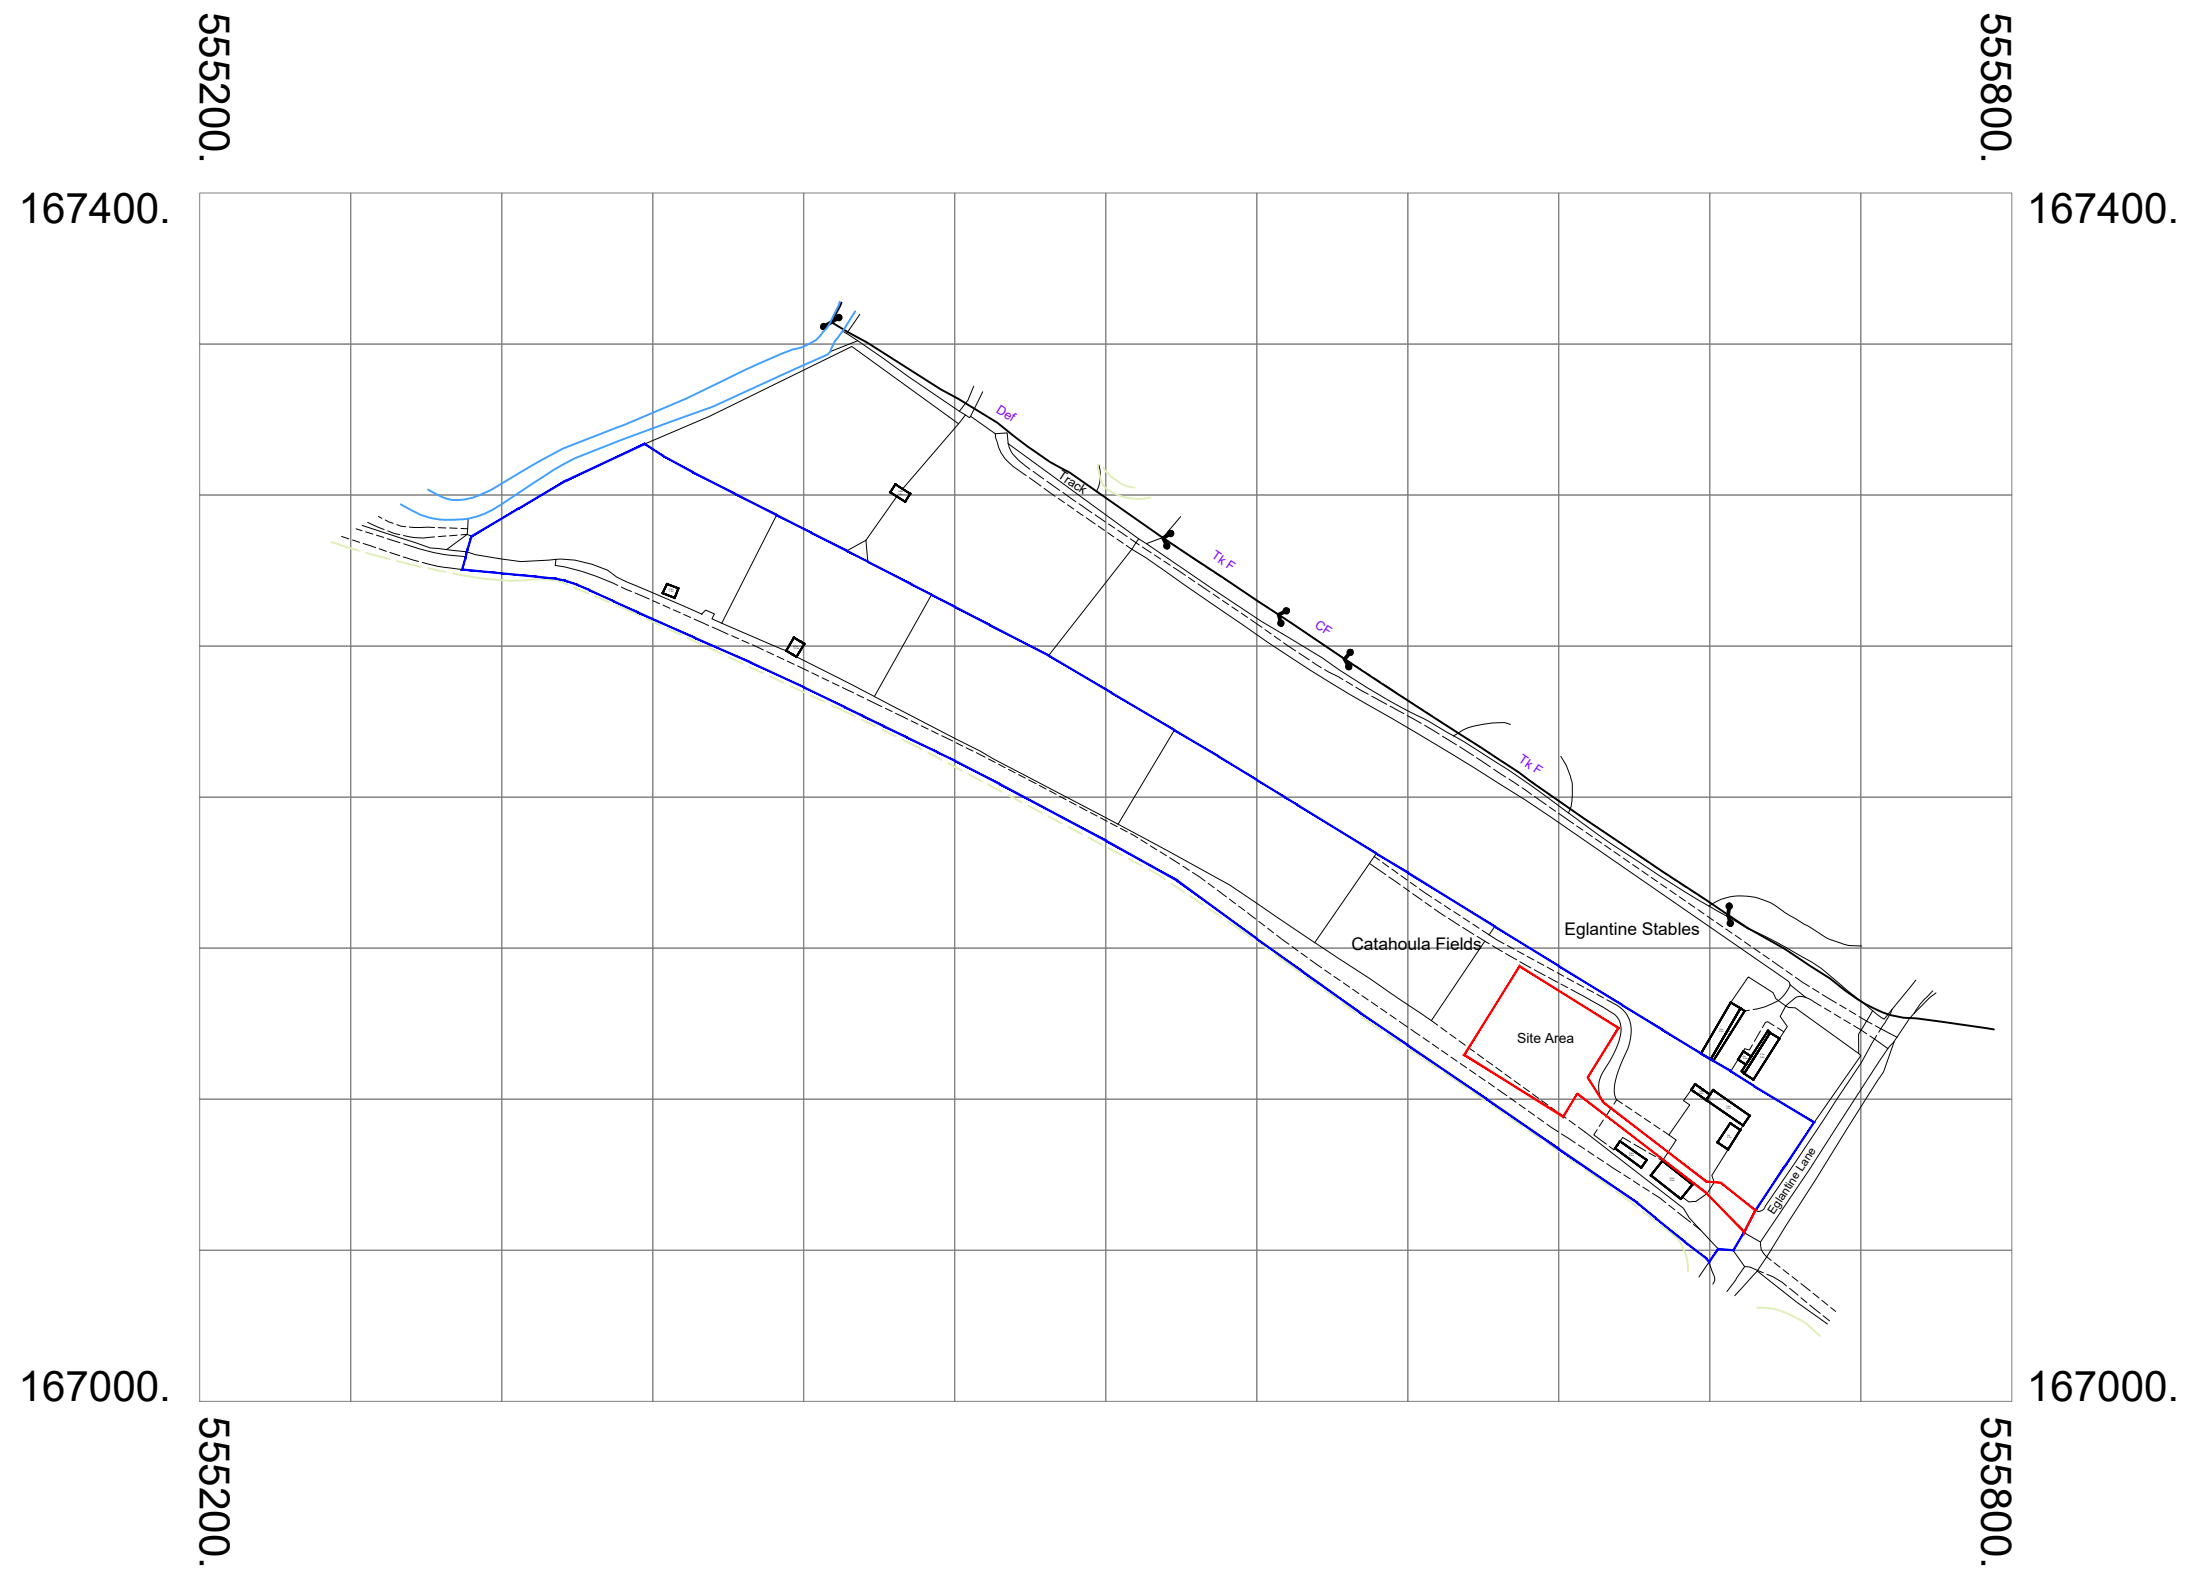 555200.
555800.
167400.
167400.
Def
Track
Tk F
CF
Tk F
Eglantine Stables
Catahoula Fields
Site Area
Eglantine Lane
167000.
167000.
555200.
555800.